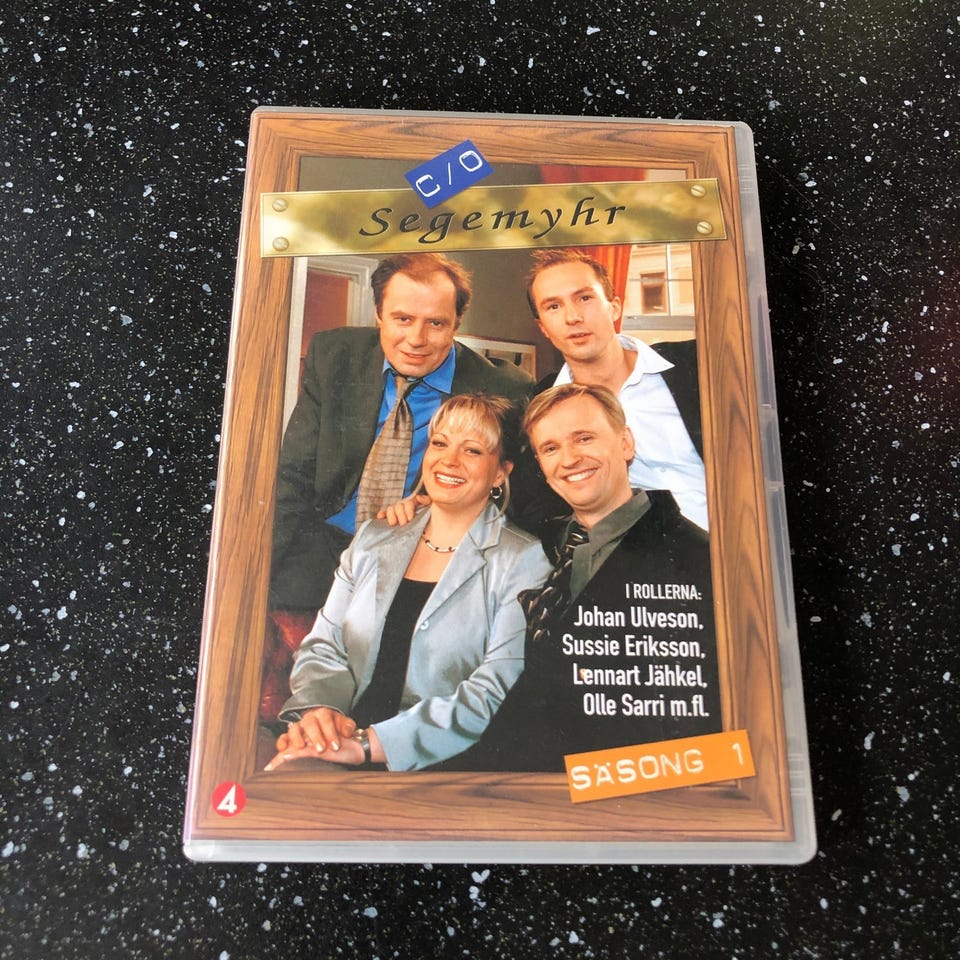 C/O
Segemyhr
I ROLLERNA:
Johan Ulveson,
Sussie Eriksson,
Lennart Jähkel,
Olle Sarri m.fl.
SÄSONG 1
4